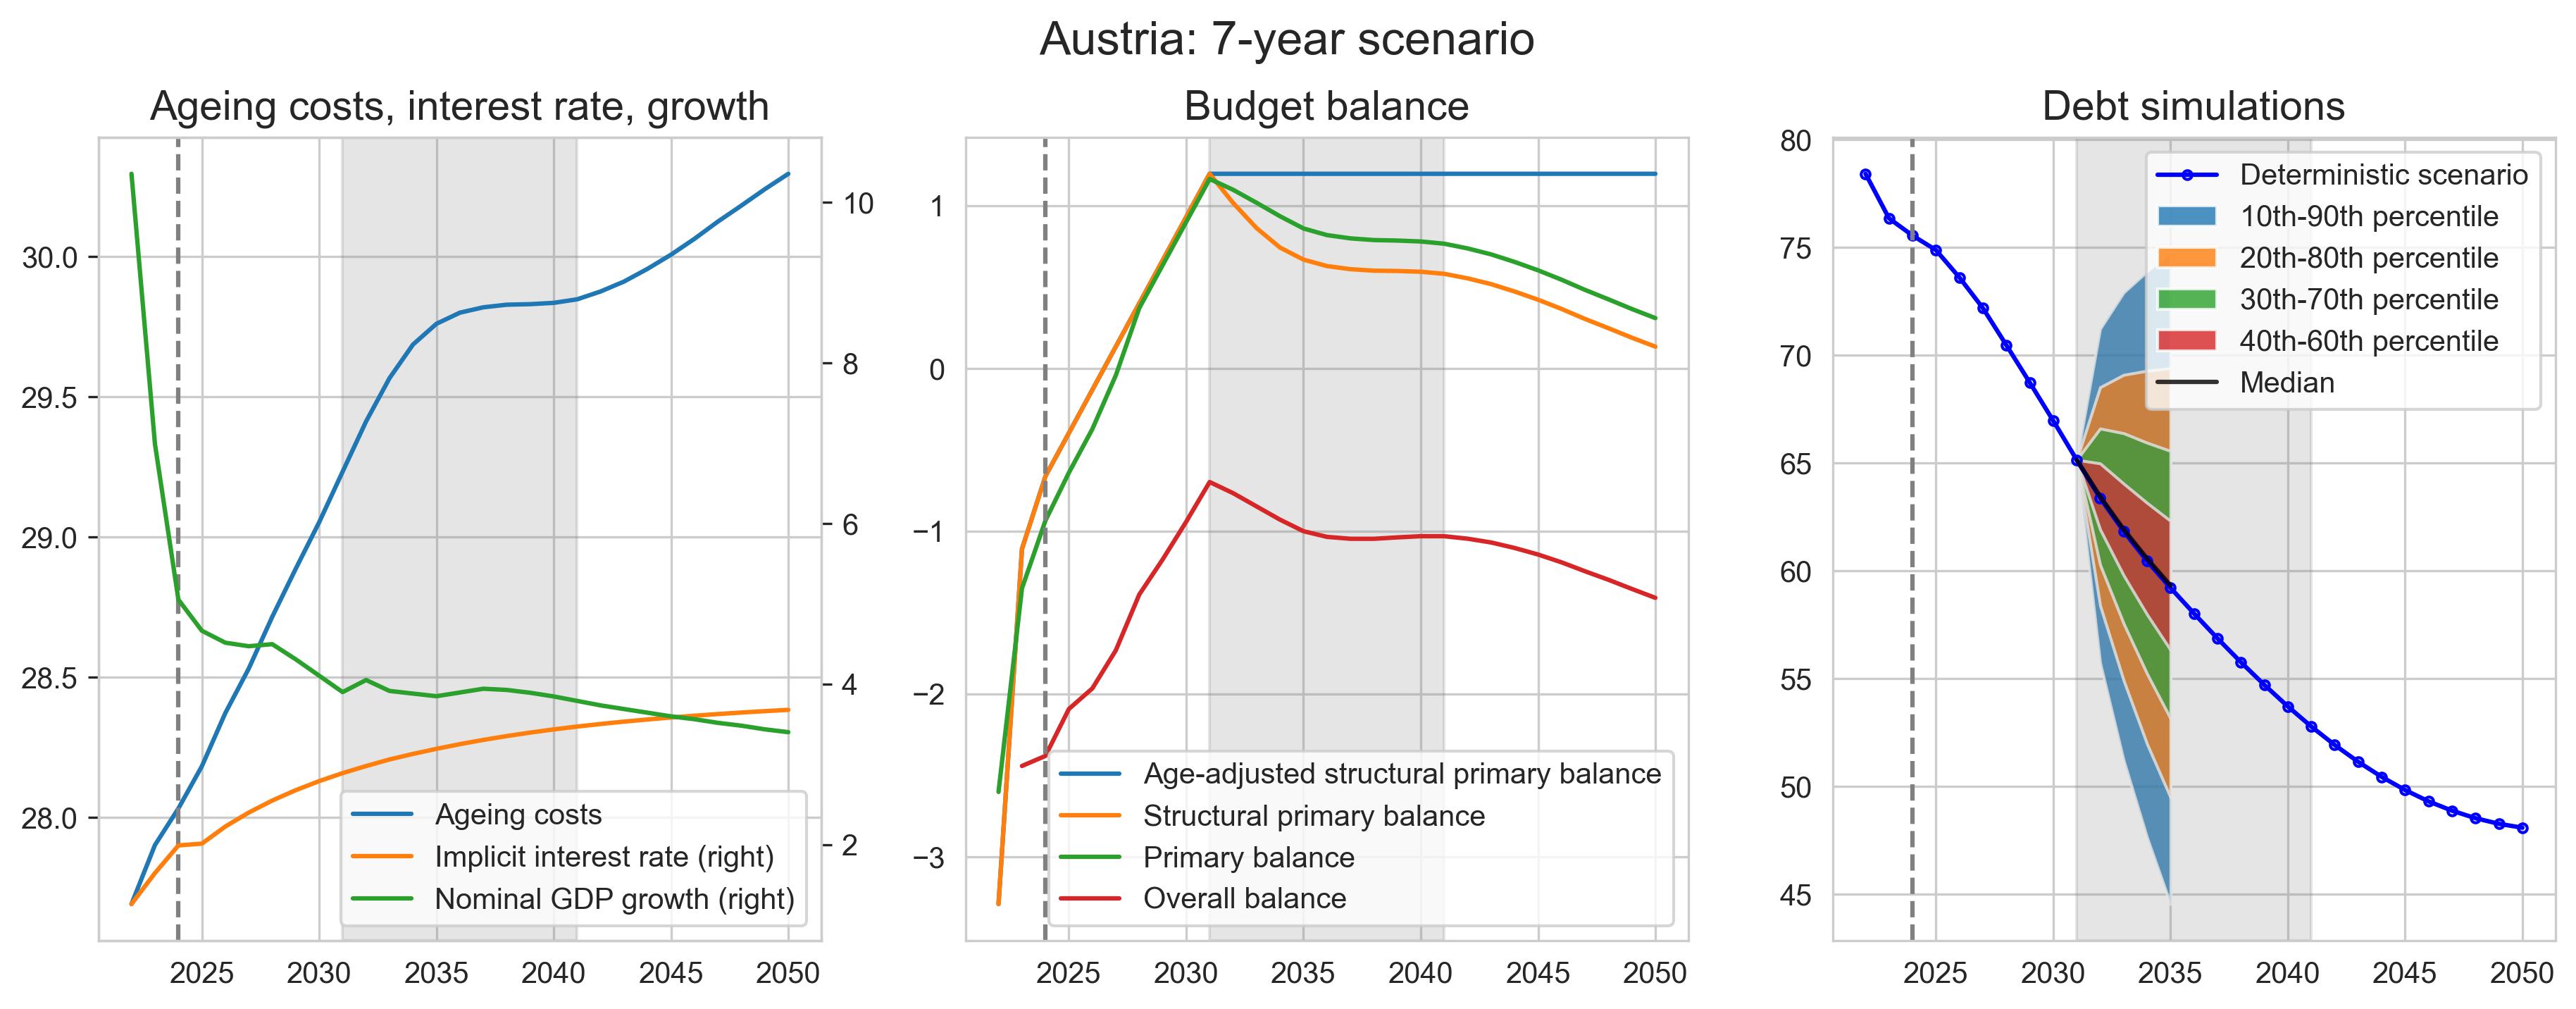 Austria: 7-year scenario
Ageing costs, interest rate, growth
30.0
29.5
29.0
28.5
28.0
10
8
6
4
2
Ageing costs
Implicit interest rate (right)
Nominal GDP growth (right)
2025 2030 2035 2040 2045 2050
Budget balance
1
0
−1
−2
−3
Age-adjusted structural primary balance
Structural primary balance
Primary balance
Overall balance
2025 2030 2035 2040 2045 2050
Debt simulations
80
75
70
65
60
55
50
45
Deterministic scenario
10th-90th percentile
20th-80th percentile
30th-70th percentile
40th-60th percentile
Median
2025 2030 2035 2040 2045 2050